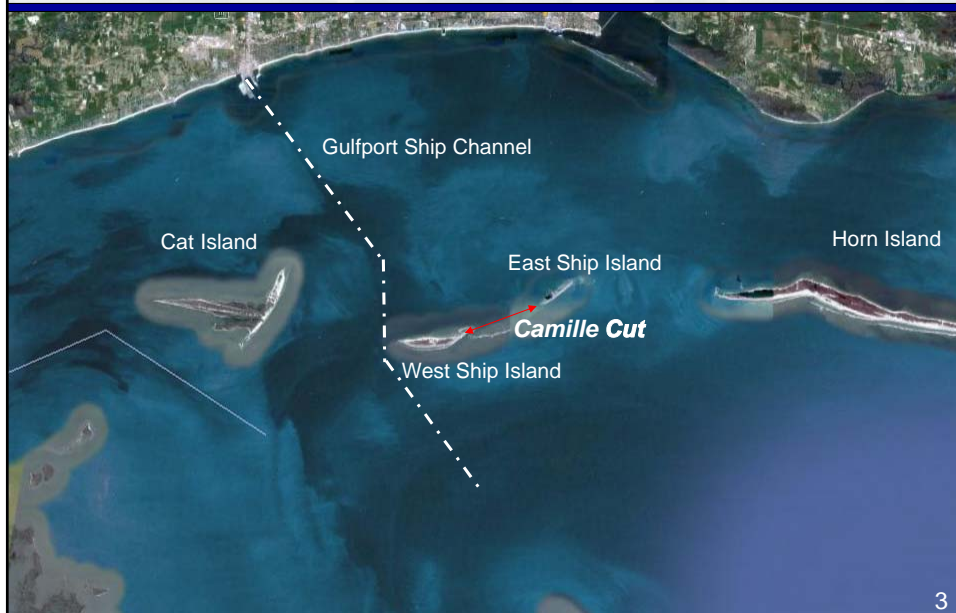 Gulfport Ship Channel
Cat Island
Horn Island
East Ship Island
Camille Cut
West Ship Island
3